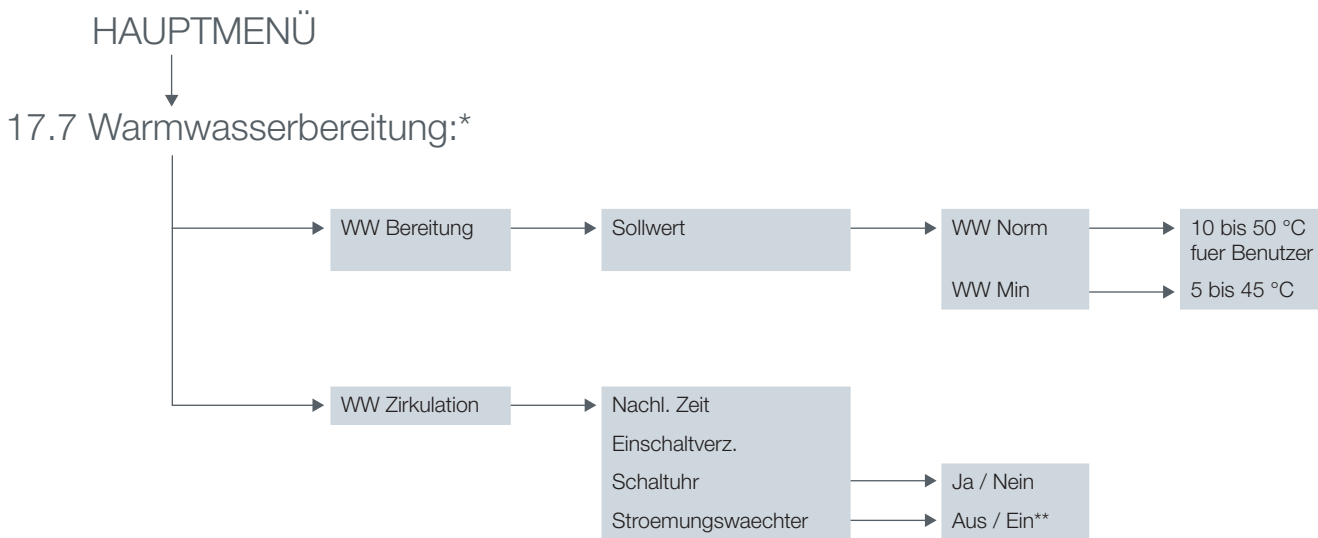 HAUPTMENÜ
17.7 Warmwasserbereitung:*
WW Bereitung
Sollwert
WW Norm
10 bis 50 °C
fuer Benutzer
WW Min
5 bis 45 °C
WW Zirkulation
Nachl. Zeit
Einschaltverz.
Schaltuhr
Ja / Nein
Stroemungswaechter
Aus / Ein**